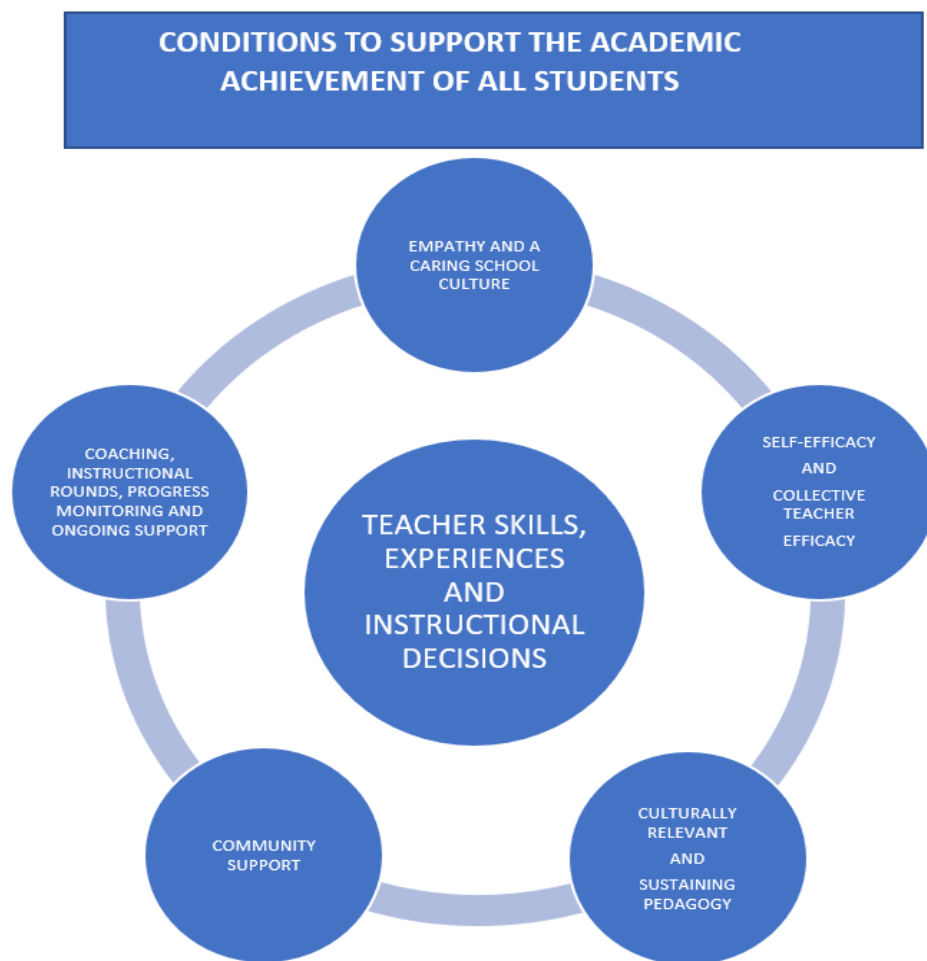 CONDITIONS TO SUPPORT THE ACADEMIC
ACHIEVEMENT OF ALL STUDENTS
EMPATHY AND A
CARING SCHOOL
CULTURE
SELF-EFFICACY
AND
COLLECTIVE
TEACHER
EFFICACY
CULTURALLY
RELEVANT
AND
SUSTAINING
PEDAGOGY
COMMUNITY
SUPPORT
COACHING,
INSTRUCTIONAL
ROUNDS, PROGRESS
MONITORING AND
ONGOING SUPPORT
TEACHER SKILLS,
EXPERIENCES
AND
INSTRUCTIONAL
DECISIONS